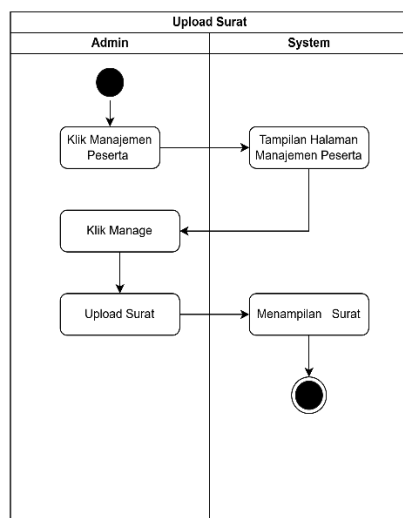 Upload Surat
Admin
System
Klik Manajemen
Peserta
Tampilan Halaman
Manajemen Peserta
Klik Manage
Upload Surat
Menampilan Surat